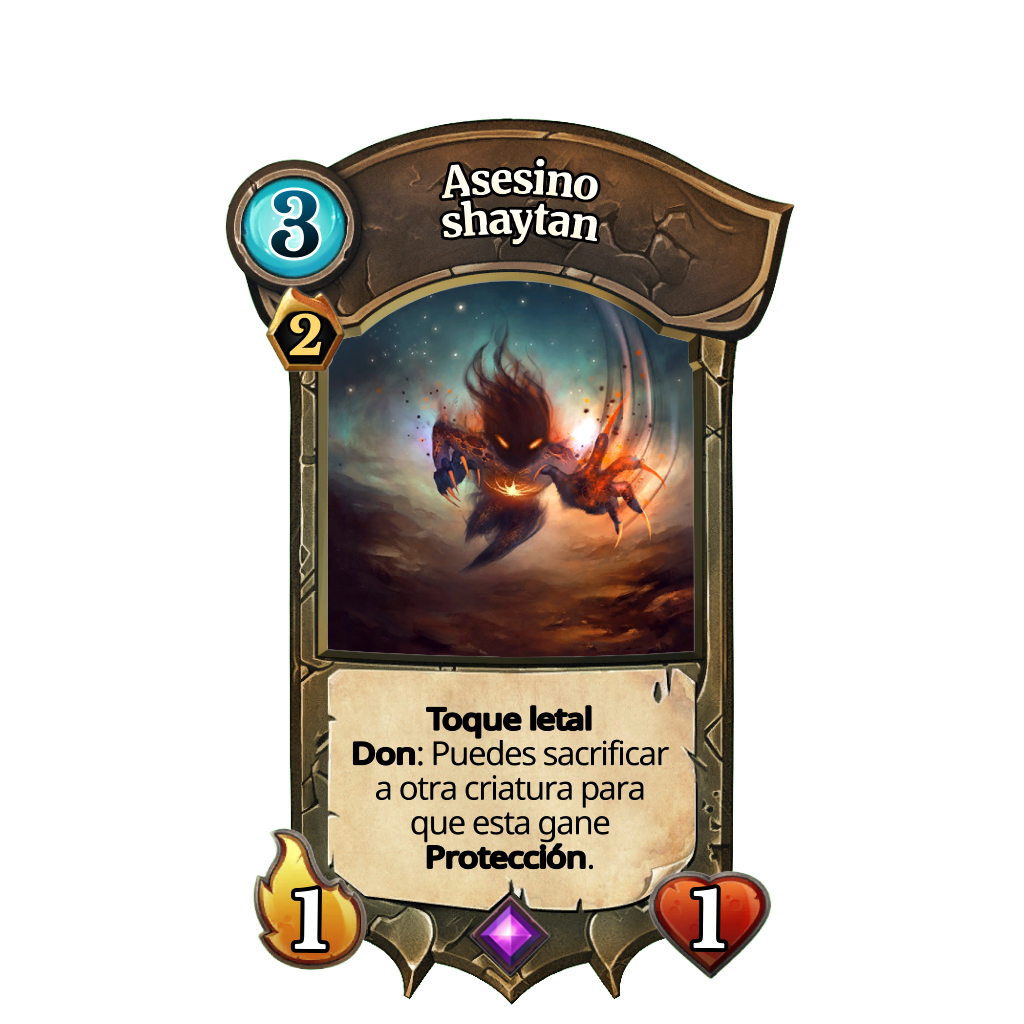 Asesino
shaytan
3
2
Toque letal
Don: Puedes sacrificar
a otra criatura para
que esta gane
Protección.
1
1